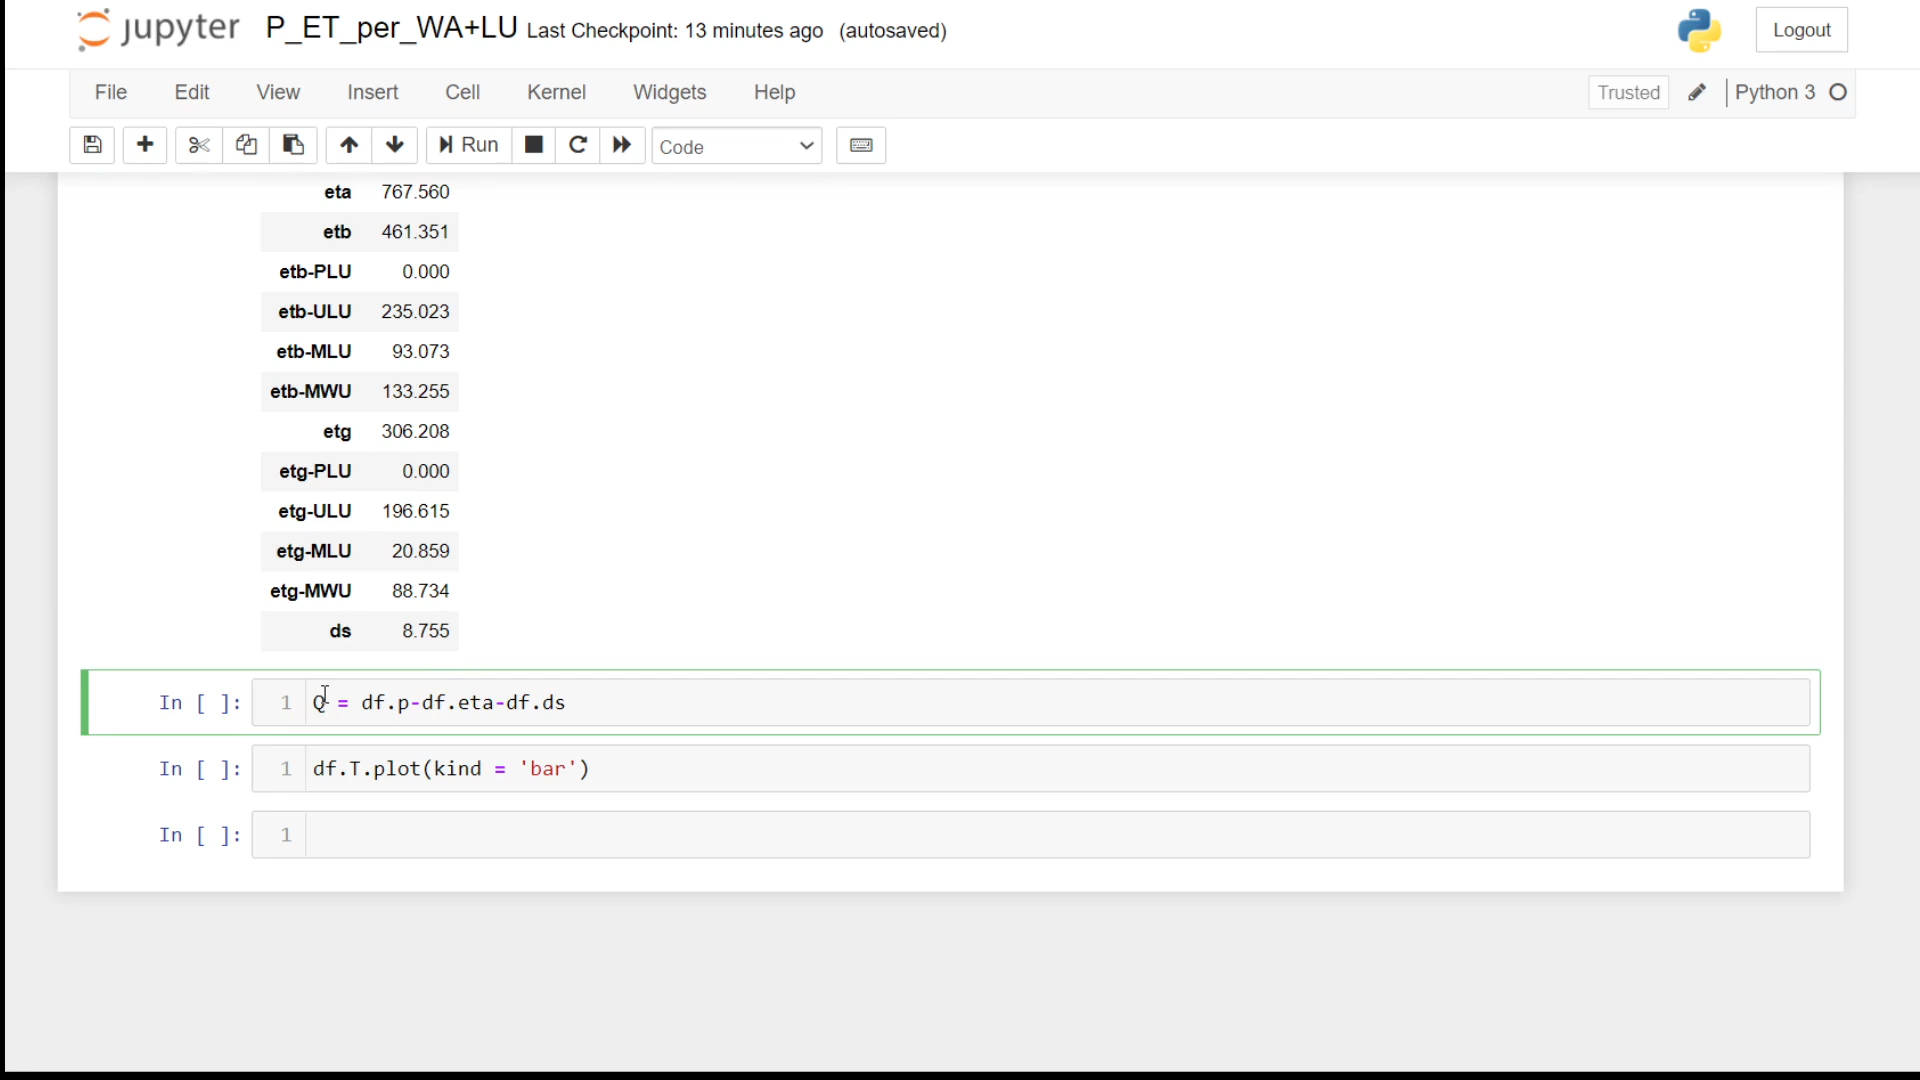 jupyter P_ET_per_WA+LU Last Checkpoint: 13 minutes ago (autosaved) Logout
File Edit View Insert Cell Kernel Widgets Help Trusted Python 3
Run Code
eta 767.560
etb 461.351
etb-PLU 0.000
etb-ULU 235.023
etb-MLU 93.073
etb-MWU 133.255
etg 306.208
etg-PLU 0.000
etg-ULU 196.615
etg-MLU 20.859
etg-MWU 88.734
ds 8.755
In [ ]: 1 Q = df.p-df.eta-df.ds
In [ ]: 1 df.T.plot(kind = 'bar')
In [ ]: 1